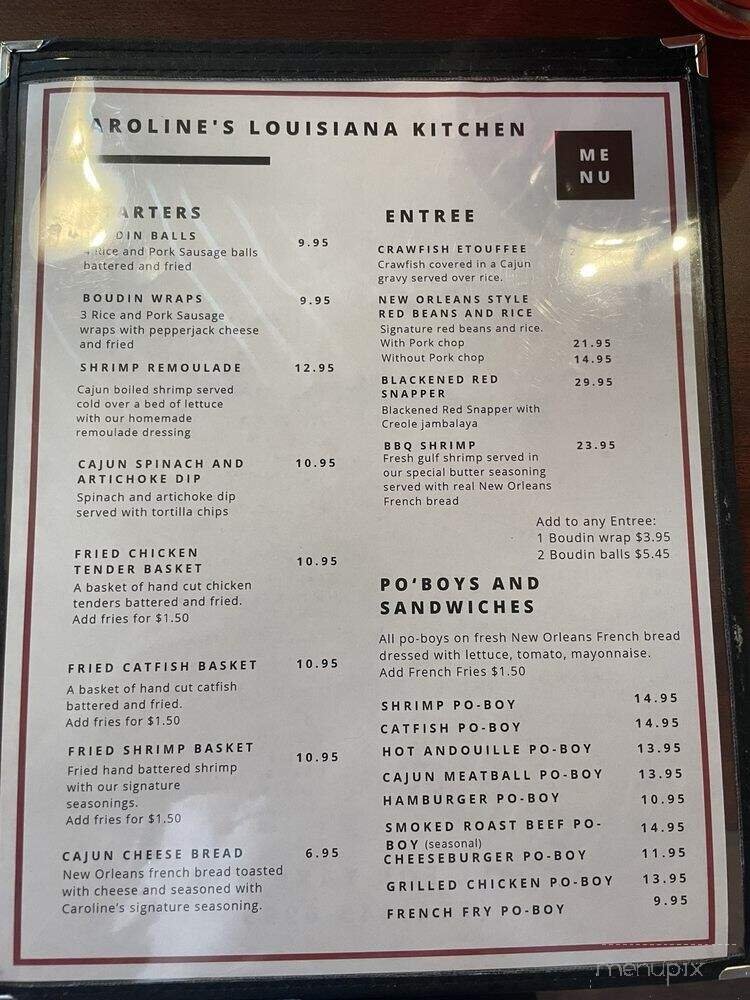 AROLINE'S LOUISIANA KITCHEN
ME
NU
ARTERS
DIN BALLS 9.95
Rice and Pork Sausage balls
battered and fried
BOUDIN WRAPS 9.95
3 Rice and Pork Sausage
wraps with pepperjack cheese
and fried
SHRIMP REMOULADE 12.95
Cajun boiled shrimp served
cold over a bed of lettuce
with our homemade
remoulade dressing
CAJUN SPINACH AND 10.95
ARTICHOKE DIP
Spinach and artichoke dip
served with tortilla chips
FRIED CHICKEN 10.95
TENDER BASKET
A basket of hand cut chicken
tenders battered and fried.
Add fries for $1.50
FRIED CATFISH BASKET 10.95
A basket of hand cut catfish
battered and fried.
Add fries for $1.50
FRIED SHRIMP BASKET 10.95
Fried hand battered shrimp
with our signature
seasonings.
Add fries for $1.50
CAJUN CHEESE BREAD 6.95
New Orleans french bread toasted
with cheese and seasoned with
Caroline's signature seasoning.
ENTREE
CRAWFISH ETOUFFEE
Crawfish covered in a Cajun
gravy served over rice.
NEW ORLEANS STYLE
RED BEANS AND RICE
Signature red beans and rice.
With Pork chop 21.95
Without Pork chop 14.95
BLACKENED RED 29.95
SNAPPER
Blackened Red Snapper with
Creole jambalaya
BBQ SHRIMP 23.95
Fresh gulf shrimp served in
our special butter seasoning
served with real New Orleans
French bread
Add to any Entree:
1 Boudin wrap $3.95
2 Boudin balls $5.45
PO'BOYS AND
SANDWICHES
All po-boys on fresh New Orleans French bread
dressed with lettuce, tomato, mayonnaise.
Add French Fries $1.50
SHRIMP PO-BOY 14.95
CATFISH PO-BOY 14.95
HOT ANDOUILLE PO-BOY 13.95
CAJUN MEATBALL PO-BOY 13.95
HAMBURGER PO-BOY 10.95
SMOKED ROAST BEEF PO- 14.95
BOY (seasonal)
CHEESEBURGER PO-BOY 11.95
GRILLED CHICKEN PO-BOY 13.95
FRENCH FRY PO-BOY 9.95
menupix